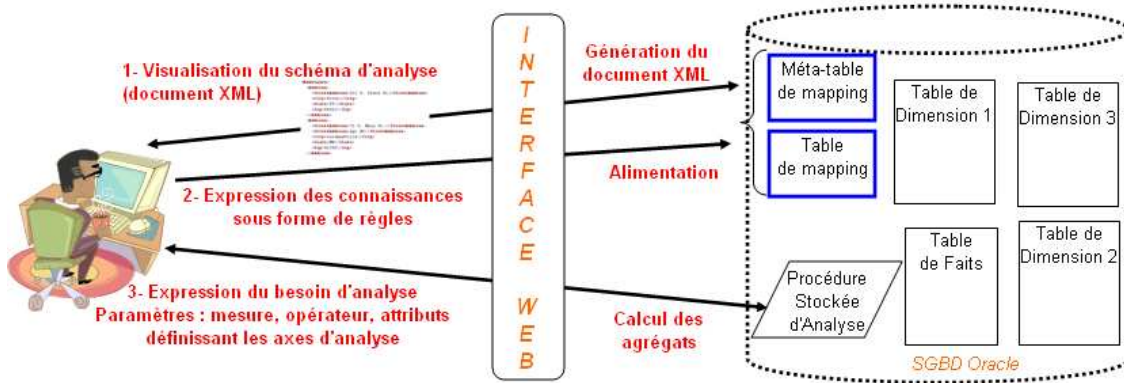 1- Visualisation du schéma d'analyse
(document XML)
2- Expression des connaissances
sous forme de règles
3- Expression du besoin d'analyse
Paramètres : mesure, opérateur, attributs
définissant les axes d'analyse
INTERFACE WEB
Génération du
document XML
Alimentation
Calcul des
agrégats
Méta-table
de mapping
Table
de mapping
Table de
Dimension 1
Table de
Dimension 3
Procédure
Stockée
d'Analyse
Table
de Faits
Table de
Dimension 2
SGBD Oracle